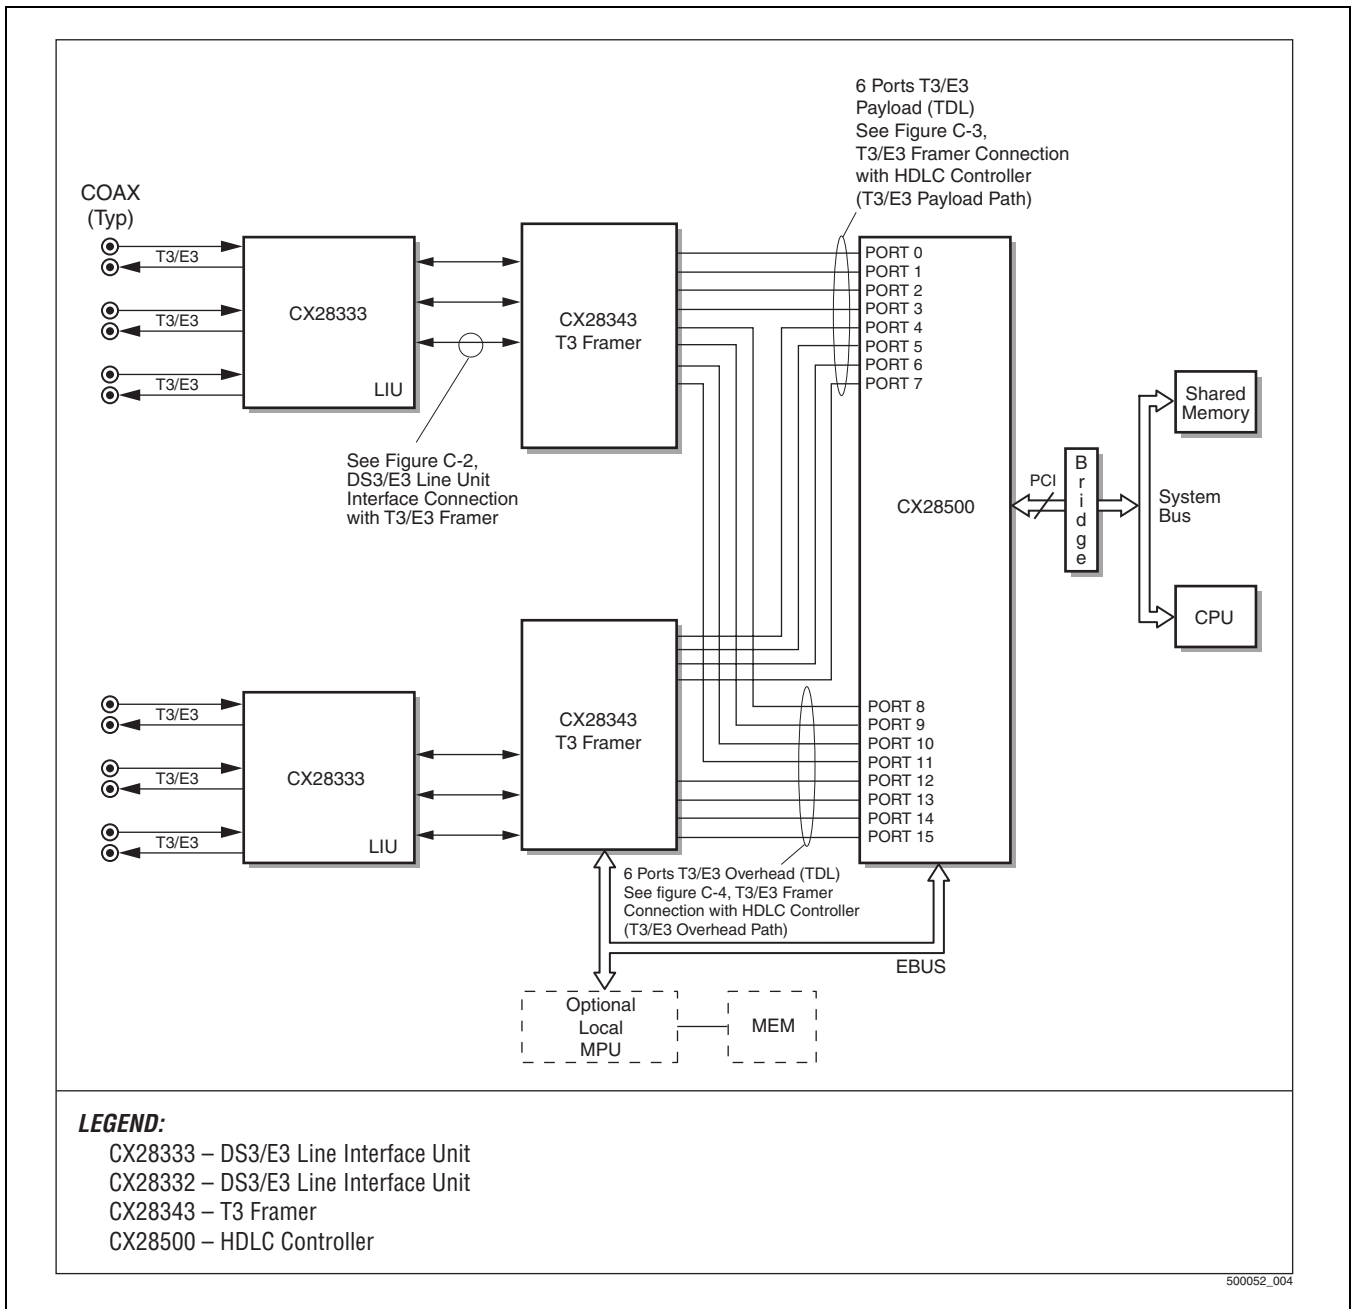 6 Ports T3/E3
Payload (TDL)
See Figure C-3,
T3/E3 Framer Connection
with HDLC Controller
(T3/E3 Payload Path)
COAX
(Typ)
T3/E3
T3/E3
T3/E3
CX28333
LIU
CX28343
T3 Framer
See Figure C-2,
DS3/E3 Line Unit
Interface Connection
with T3/E3 Framer
PORT 0
PORT 1
PORT 2
PORT 3
PORT 4
PORT 5
PORT 6
PORT 7
CX28500
PCI
Bridge
System
Bus
Shared
Memory
CPU
T3/E3
T3/E3
T3/E3
CX28333
LIU
CX28343
T3 Framer
PORT 8
PORT 9
PORT 10
PORT 11
PORT 12
PORT 13
PORT 14
PORT 15
6 Ports T3/E3 Overhead (TDL)
See figure C-4, T3/E3 Framer
Connection with HDLC Controller
(T3/E3 Overhead Path)
EBUS
Optional
Local
MPU
MEM
LEGEND:
CX28333 – DS3/E3 Line Interface Unit
CX28332 – DS3/E3 Line Interface Unit
CX28343 – T3 Framer
CX28500 – HDLC Controller
500052_004